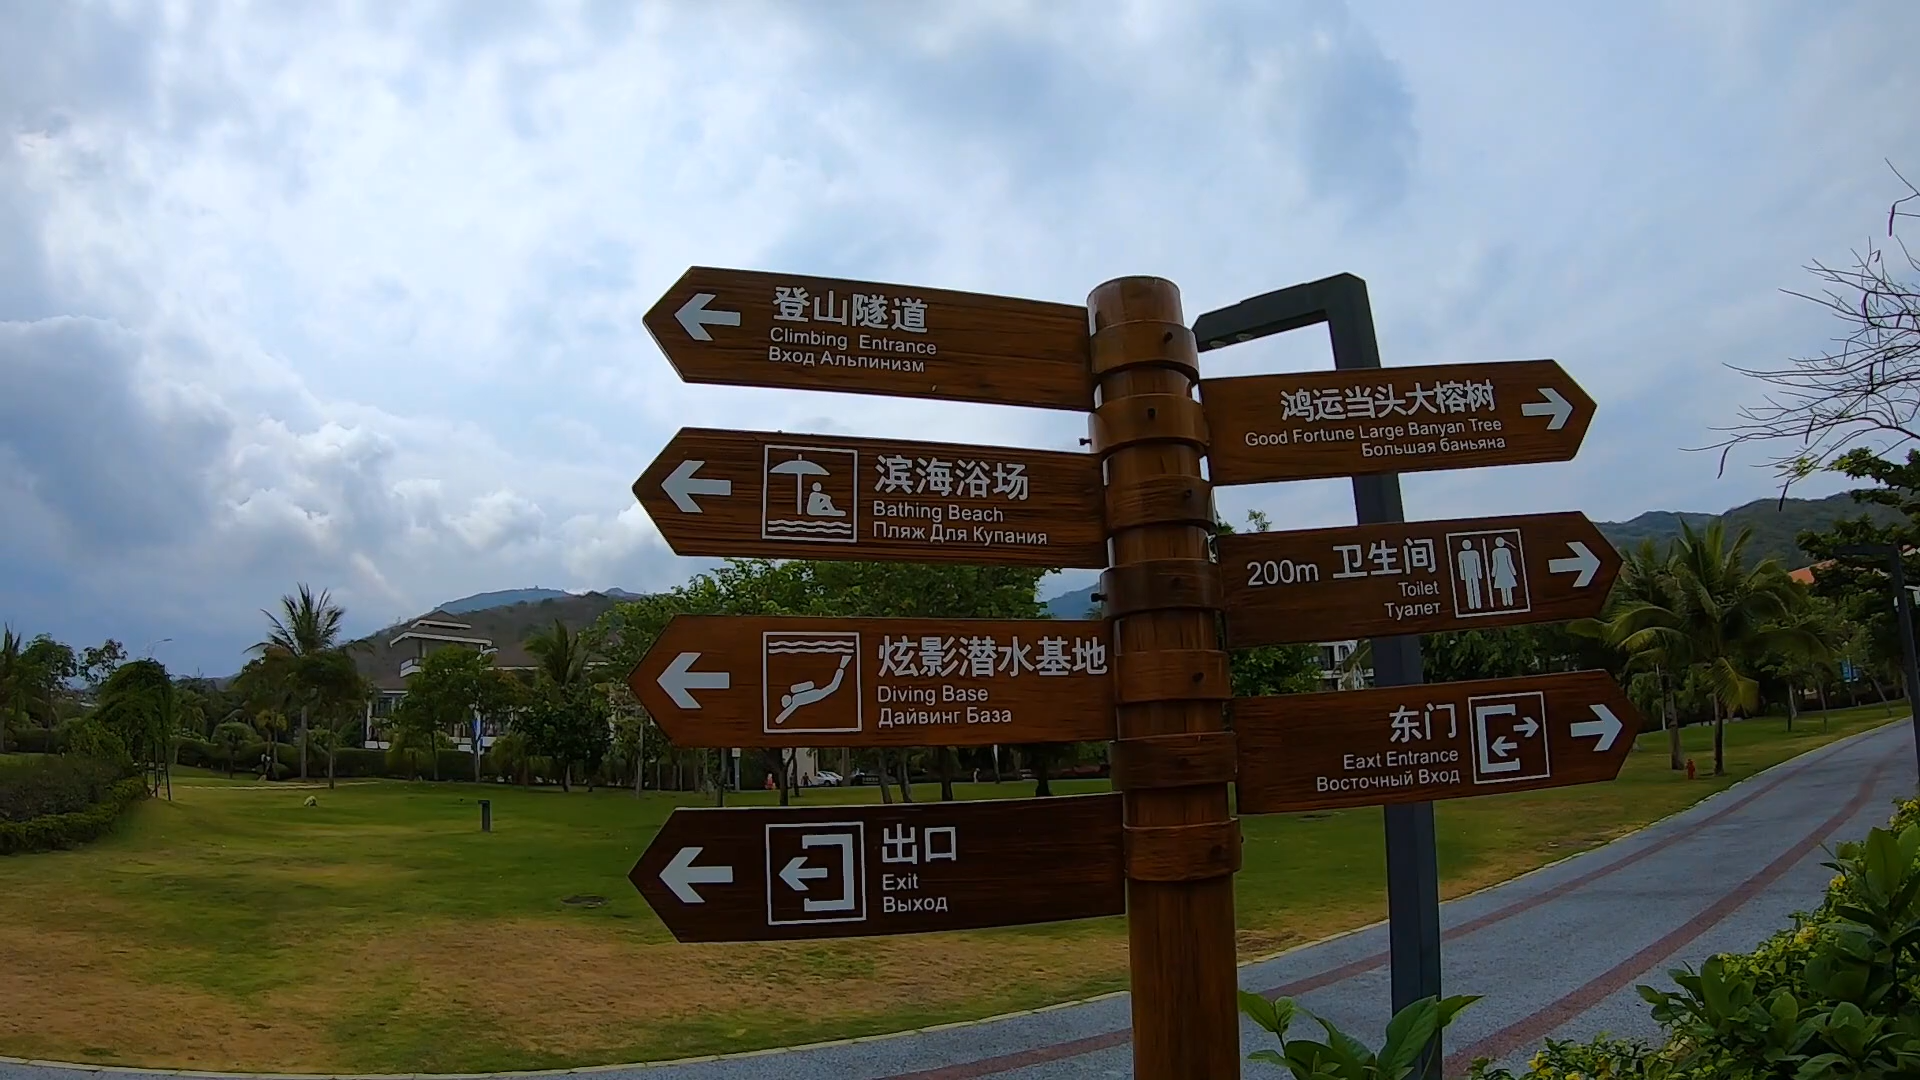 登山隧道
Climbing Entrance
Вход Альпинизм
滨海浴场
Bathing Beach
Пляж Для Купания
炫影潜水基地
Diving Base
Дайвинг База
出口
Exit
Выход
鸿运当头大榕树
Good Fortune Large Banyan Tree
Большая баньяна
200m 卫生间
Toilet
Туалет
东门
Eaxt Entrance
Восточный Вход